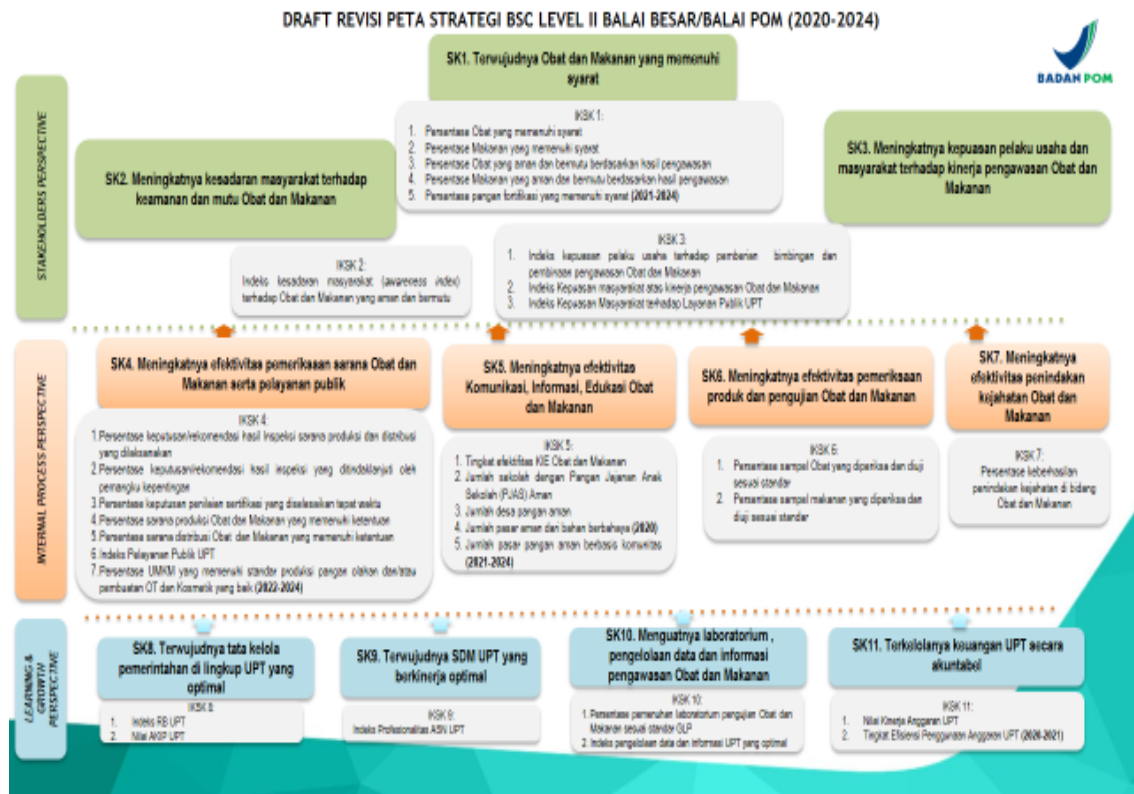 DRAFT REVISI PETA STRATEGI BSC LEVEL II BALAI BESAR/BALAI POM (2020-2024)
BADAN POM
STAKEHOLDERS PERSPECTIVE
SK1. Terwujudnya Obat dan Makanan yang memenuhi
syarat
IKSK 1:
1. Persentase Obat yang memenuhi syarat
2. Persentase Makanan yang memenuhi syarat
3. Persentase Obat yang aman dan bermutu berdasarkan hasil pengawasan
4. Persentase Makanan yang aman dan bermutu berdasarkan hasil pengawasan
5. Persentase pangan fortifikasi yang memenuhi syarat (2021-2024)
SK2. Meningkatnya kesadaran masyarakat terhadap
keamanan dan mutu Obat dan Makanan
IKSK 2:
Indeks kesadaran masyarakat (awareness index)
terhadap Obat dan Makanan yang aman dan bermutu
SK3. Meningkatnya kepuasan pelaku usaha dan
masyarakat terhadap kinerja pengawasan Obat dan
Makanan
IKSK 3:
1. Indeks kepuasan pelaku usaha terhadap pemberian bimbingan dan
pembinaan pengawasan Obat dan Makanan
2. Indeks Kepuasan masyarakat atas kinerja pengawasan Obat dan Makanan
3. Indeks Kepuasan Masyarakat terhadap Layanan Publik UPT
INTERNAL PROCESS PERSPECTIVE
SK4. Meningkatnya efektivitas pemeriksaan sarana Obat dan
Makanan serta pelayanan publik
IKSK 4:
1.Persentase keputusan/rekomendasi hasil Inspeksi sarana produksi dan distribusi
yang dilaksanakan
2.Persentase keputusan/rekomendasi hasil inspeksi yang ditindaklanjuti oleh
pemangku kepentingan
3.Persentase keputusan penilaian sertifikasi yang diselesaikan tepat waktu
4.Persentase sarana produksi Obat dan Makanan yang memenuhi ketentuan
5.Persentase sarana distribusi Obat dan Makanan yang memenuhi ketentuan
6.Indeks Pelayanan Publik UPT
7.Persentase UMKM yang memenuhi standar produksi pangan olahan dan/atau
pembuatan OT dan Kosmetik yang baik (2022-2024)
SK5. Meningkatnya efektivitas
Komunikasi, Informasi, Edukasi Obat
dan Makanan
IKSK 5:
1. Tingkat efektifitas KIE Obat dan Makanan
2. Jumlah sekolah dengan Pangan Jajanan Anak
Sekolah (PJAS) Aman
3. Jumlah desa pangan aman
4. Jumlah pasar aman dari bahan berbahaya (2020)
5. Jumlah pasar pangan aman berbasis komunitas
(2021-2024)
SK6. Meningkatnya efektivitas pemeriksaan
produk dan pengujian Obat dan Makanan
IKSK 6:
1. Persentase sampel Obat yang diperiksa dan diuji
sesuai standar
2. Persentase sampel makanan yang diperiksa dan
diuji sesuai standar
SK7. Meningkatnya
efektivitas penindakan
kejahatan Obat dan
Makanan
IKSK 7:
Persentase keberhasilan
penindakan kejahatan di bidang
Obat dan Makanan
LEARNING &
GROWTH
PERSPECTIVE
SK8. Terwujudnya tata kelola
pemerintahan di lingkup UPT yang
optimal
IKSK 8:
1. Indeks RB UPT
2. Nilai AKIP UPT
SK9. Terwujudnya SDM UPT yang
berkinerja optimal
IKSK 9:
Indeks Profesionalitas ASN UPT
SK10. Menguatnya laboratorium ,
pengelolaan data dan informasi
pengawasan Obat dan Makanan
IKSK 10:
1. Persentase pemenuhan laboratorium pengujian Obat dan
Makanan sesuai standar GLP
2. Indeks pengelolaan data dan informasi UPT yang optimal
SK11. Terkelolanya keuangan UPT secara
akuntabel
IKSK 11:
1. Nilai Kinerja Anggaran UPT
2. Tingkat Efisiensi Penggunaan Anggaran UPT (2020-2021)